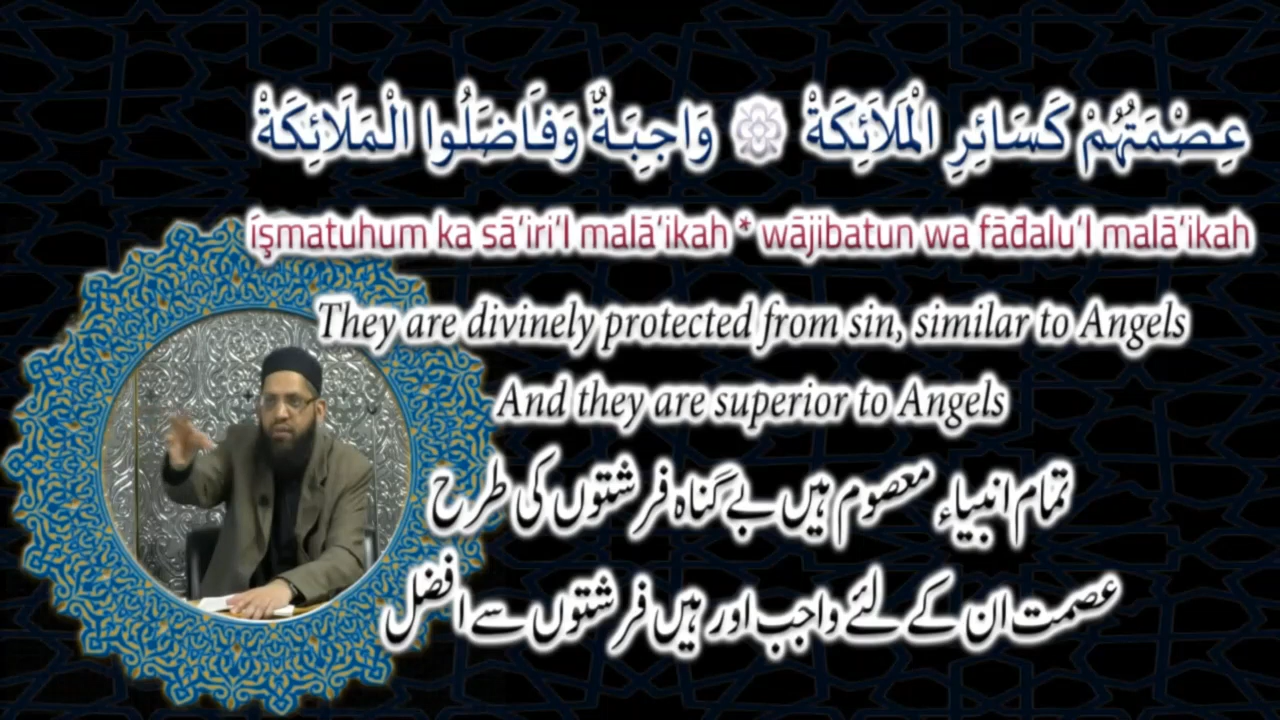 عِصْمَتُهُمْ كَسَائِرِ الْمَلَائِكَةْ ۞ وَاجِبَةٌ وَفَاضَلُوا الْمَلَائِكَةْ
íşmatuhum ka sā’iri’l malā’ikah * wājibatun wa fāđalu’l malā’ikah
They are divinely protected from sin, similar to Angels
And they are superior to Angels
تمام انبیاء معصوم ہیں بے گناہ فرشتوں کی طرح
عصمت ان کے لئے واجب اور ہیں فرشتوں سے افضل